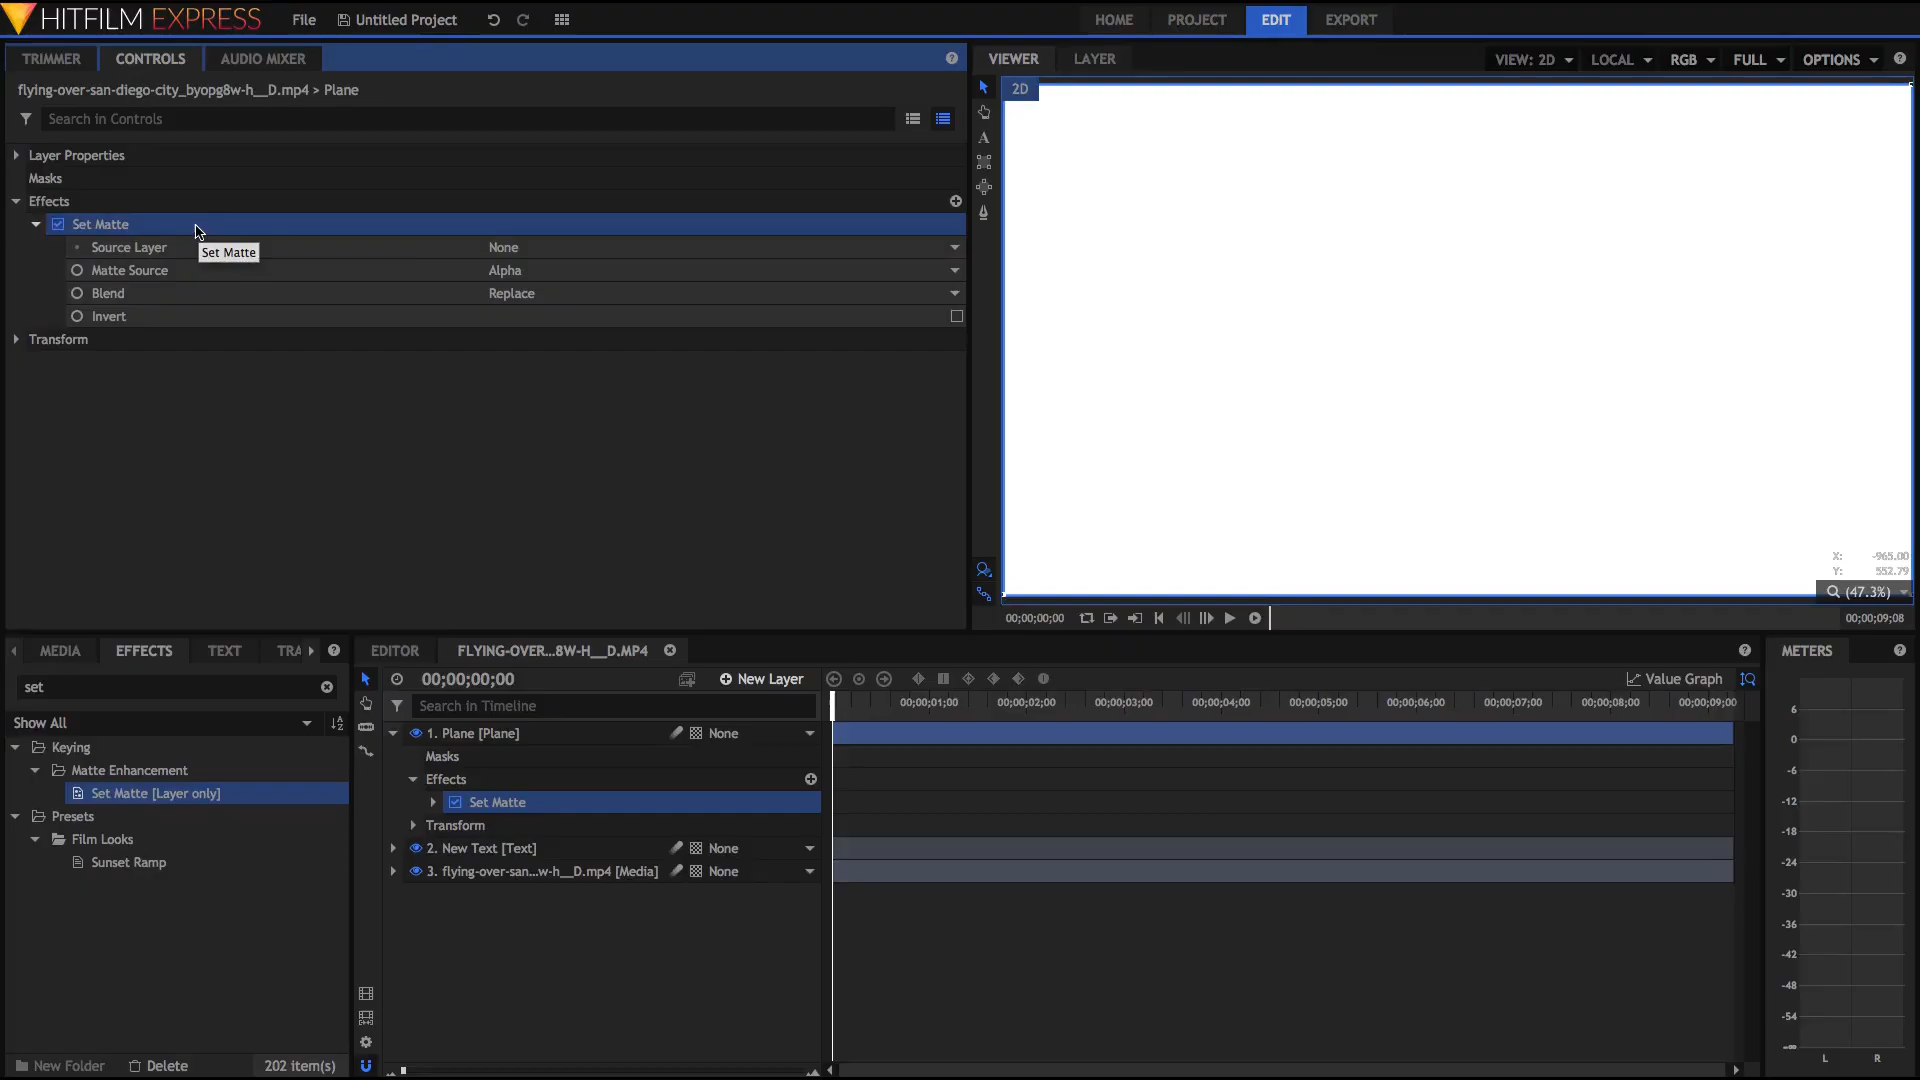 HITFILM EXPRESS File Untitled Project HOME PROJECT EDIT EXPORT
TRIMMER CONTROLS AUDIO MIXER
flying-over-san-diego-city_byopg8w-h__D.mp4 > Plane
Search in Controls
Layer Properties
Masks
Effects
Set Matte
Source Layer None
Set Matte
Matte Source Alpha
Blend Replace
Invert
Transform
VIEWER LAYER VIEW: 2D LOCAL RGB FULL OPTIONS
2D
A
X: -965.00
Y: 552.79
(47.3%)
00;00;00;00 00;00;09;08
MEDIA EFFECTS TEXT TRA
set
Show All
Keying
Matte Enhancement
Set Matte [Layer only]
Presets
Film Looks
Sunset Ramp
New Folder Delete 202 item(s)
EDITOR FLYING-OVER...8W-H__D.MP4
00;00;00;00 New Layer Value Graph
Search in Timeline
00;00;01;00 00;00;02;00 00;00;03;00 00;00;04;00 00;00;05;00 00;00;06;00 00;00;07;00 00;00;08;00 00;00;09;00
1. Plane [Plane] None
Masks
Effects
Set Matte
Transform
2. New Text [Text] None
3. flying-over-san...w-h__D.mp4 [Media] None
METERS
6
0
-6
-12
-18
-24
-30
-36
-42
-48
-54
-∞
L R